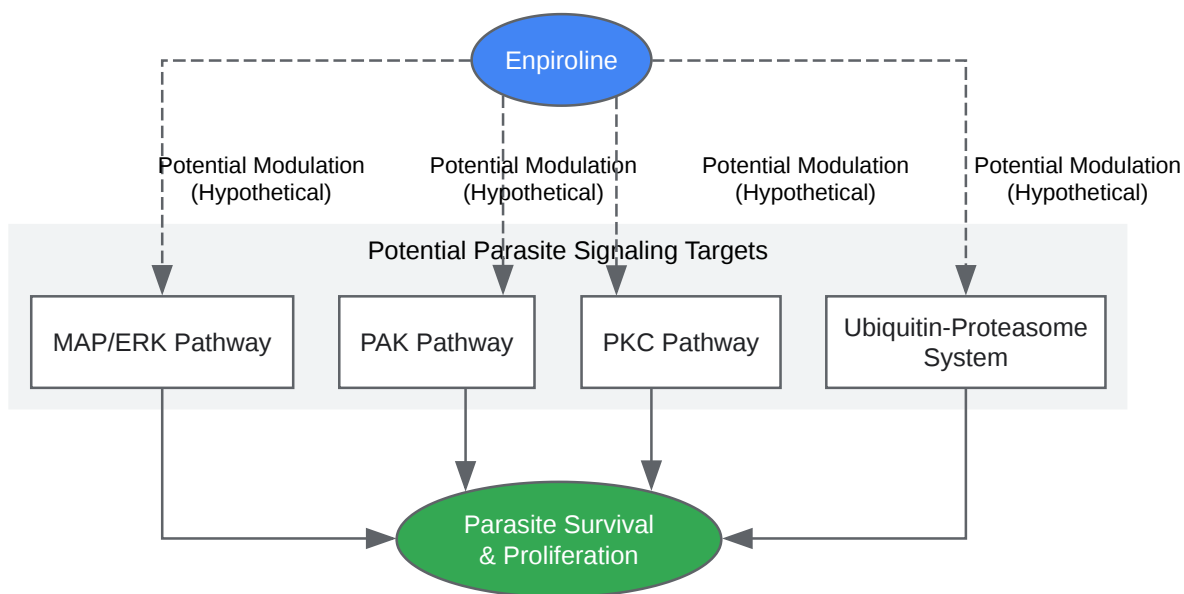 Enpiroline
Potential Modulation
(Hypothetical)
Potential Modulation
(Hypothetical)
Potential Modulation
(Hypothetical)
Potential Modulation
(Hypothetical)
Potential Parasite Signaling Targets
MAP/ERK Pathway
PAK Pathway
PKC Pathway
Ubiquitin-Proteasome
System
Parasite Survival
& Proliferation